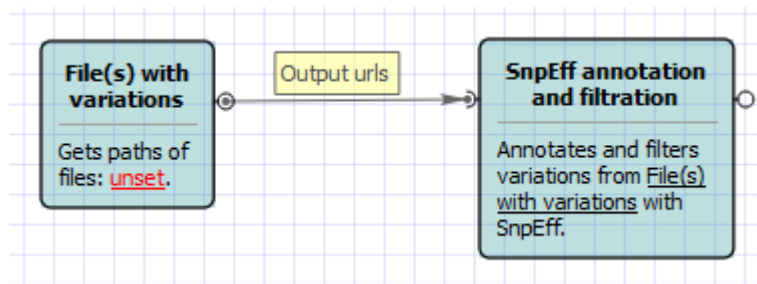 File(s) with
variations
Gets paths of
files: unset.
Output urls
SnpEff annotation
and filtration
Annotates and filters
variations from File(s)
with variations with
SnpEff.